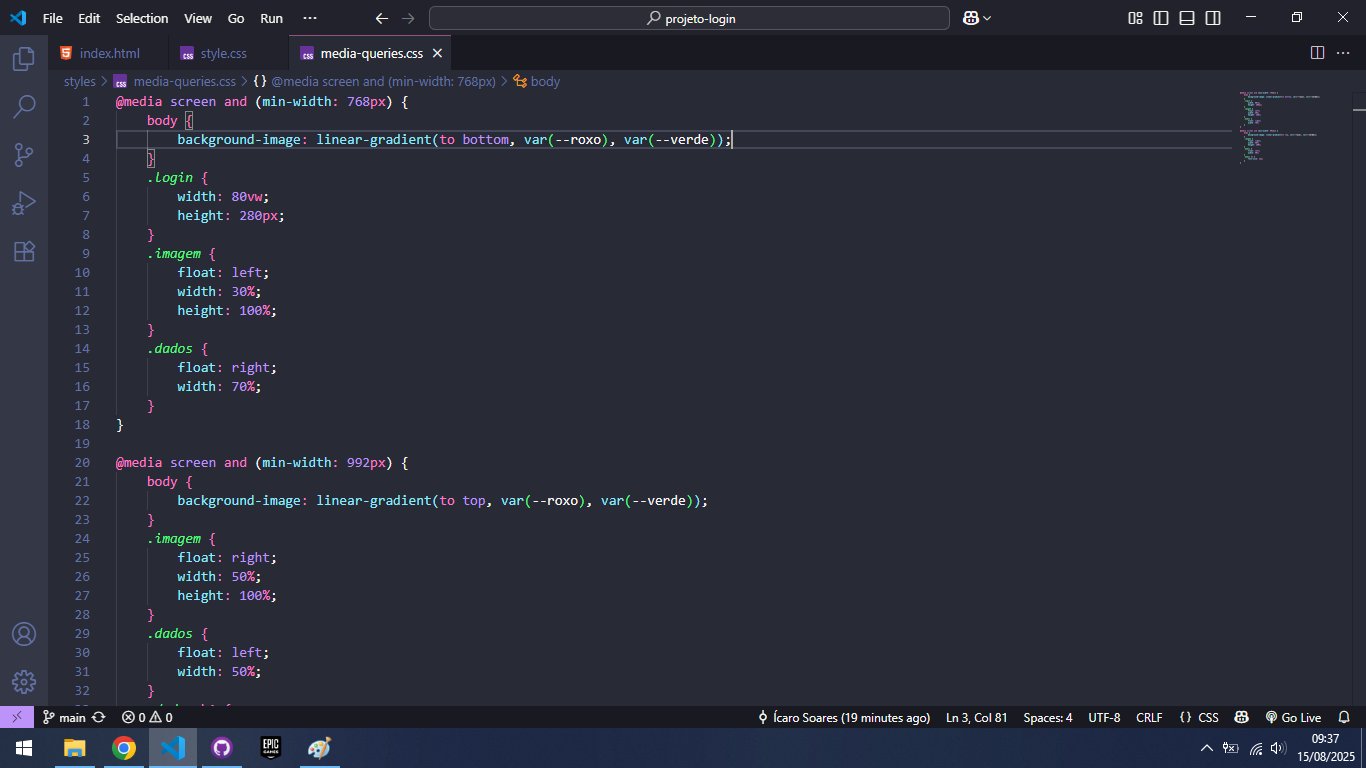 File Edit Selection View Go Run ··· projeto-login
index.html style.css media-queries.css
styles > media-queries.css > {} @media screen and (min-width: 768px) > body
1 @media screen and (min-width: 768px) {
2 body {
3 background-image: linear-gradient(to bottom, var(--roxo), var(--verde));
4 }
5 .login {
6 width: 80vw;
7 height: 280px;
8 }
9 .imagem {
10 float: left;
11 width: 30%;
12 height: 100%;
13 }
14 .dados {
15 float: right;
16 width: 70%;
17 }
18 }
19
20 @media screen and (min-width: 992px) {
21 body {
22 background-image: linear-gradient(to top, var(--roxo), var(--verde));
23 }
24 .imagem {
25 float: right;
26 width: 50%;
27 height: 100%;
28 }
29 .dados {
30 float: left;
31 width: 50%;
32 }
main 0 0 Ícaro Soares (19 minutes ago) Ln 3, Col 81 Spaces: 4 UTF-8 CRLF {} CSS Go Live
EPIC GAMES
09:37
15/08/2025